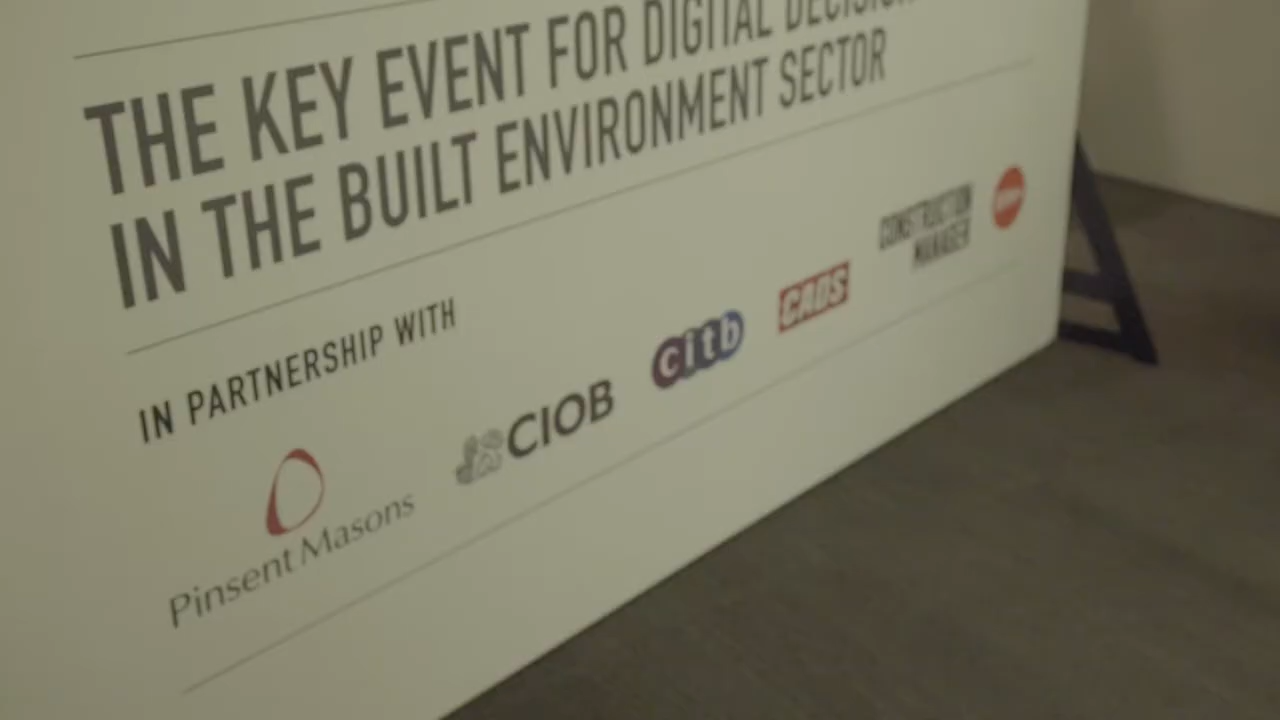 THE KEY EVENT FOR DIGITAL
IN THE BUILT ENVIRONMENT SECTOR
IN PARTNERSHIP WITH
Pinsent Masons
CIOB
citb
CADS
CONSTRUCTION
MANAGER